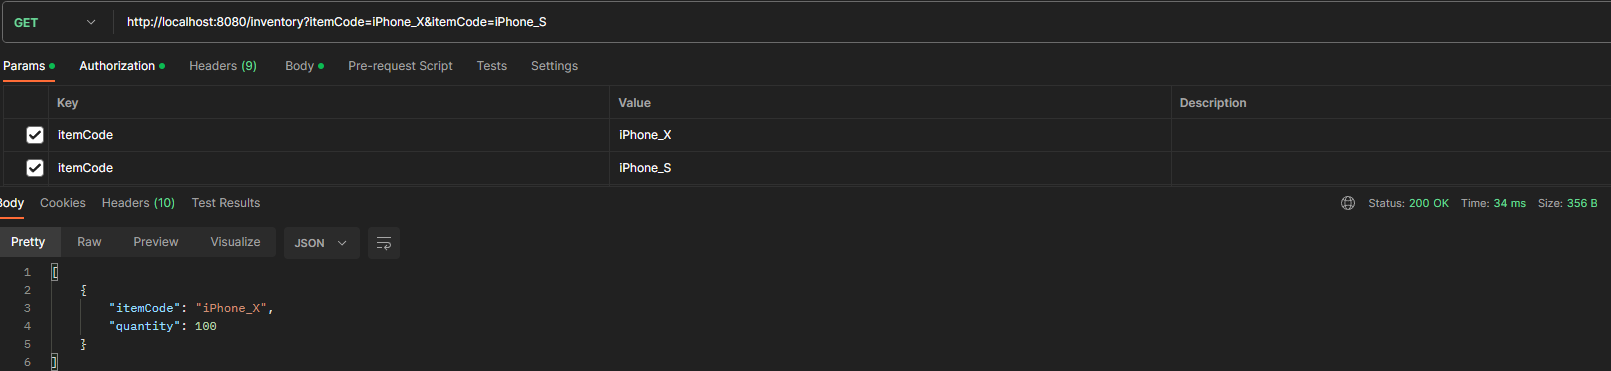 GET http://localhost:8080/inventory?itemCode=iPhone_X&itemCode=iPhone_S
Params Authorization Headers (9) Body Pre-request Script Tests Settings
Key Value Description
itemCode iPhone_X
itemCode iPhone_S
Body Cookies Headers (10) Test Results Status: 200 OK Time: 34 ms Size: 356 B
Pretty Raw Preview Visualize JSON
1 [
2 {
3 "itemCode": "iPhone_X",
4 "quantity": 100
5 }
6 ]